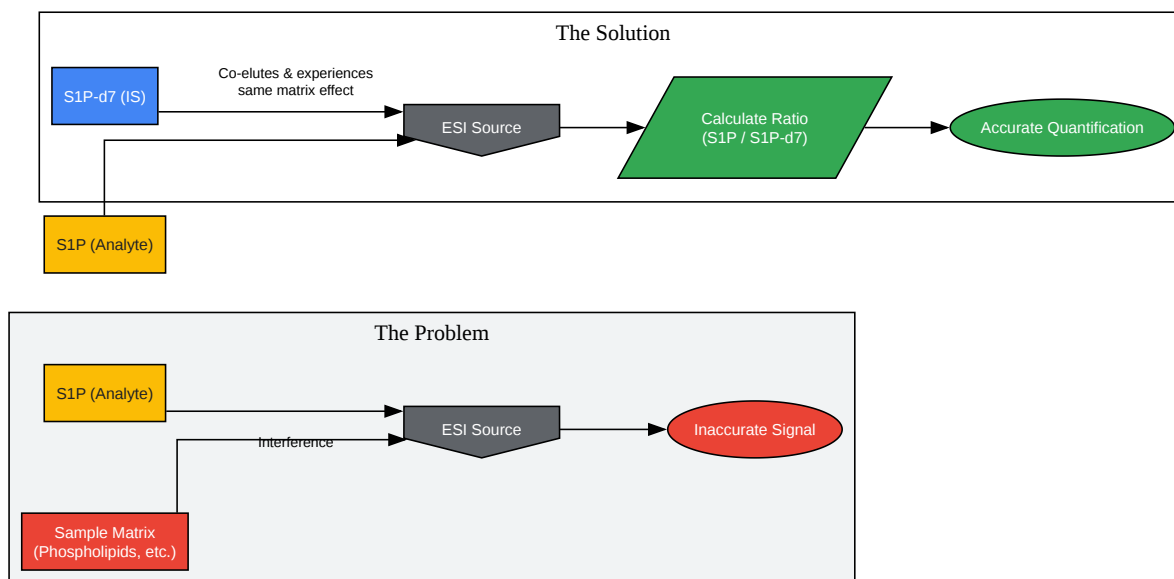 The Solution
S1P-d7 (IS)
Co-elutes & experiences
same matrix effect
ESI Source
Calculate Ratio
(S1P / S1P-d7)
Accurate Quantification
S1P (Analyte)
The Problem
S1P (Analyte)
Interference
ESI Source
Inaccurate Signal
Sample Matrix
(Phospholipids, etc.)